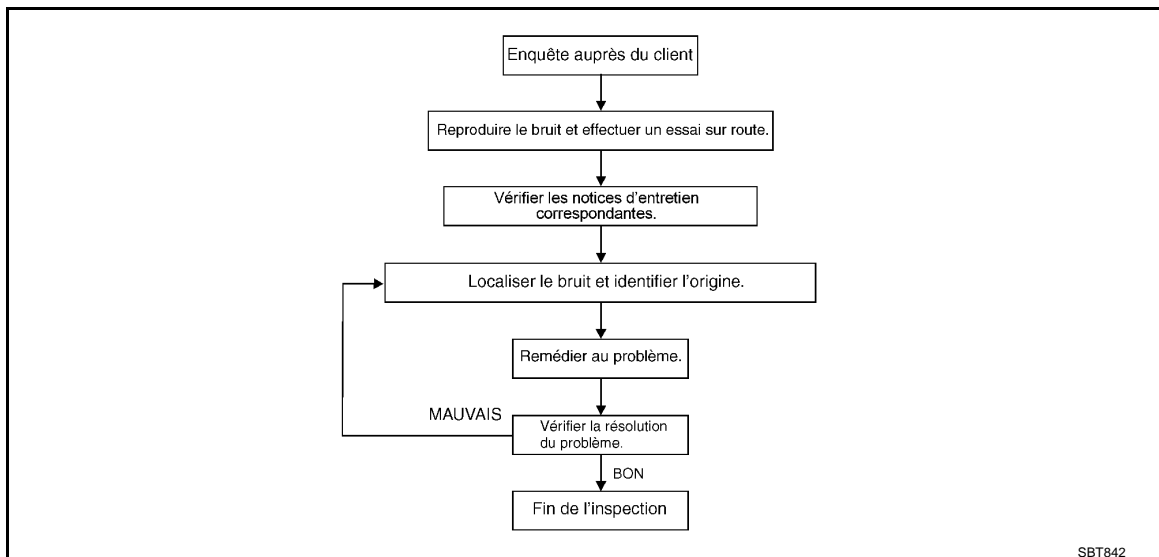 Enquête auprès du client
Reproduire le bruit et effectuer un essai sur route.
Vérifier les notices d'entretien
correspondantes.
Localiser le bruit et identifier l'origine.
Remédier au problème.
MAUVAIS
Vérifier la résolution
du problème.
BON
Fin de l'inspection
SBT842